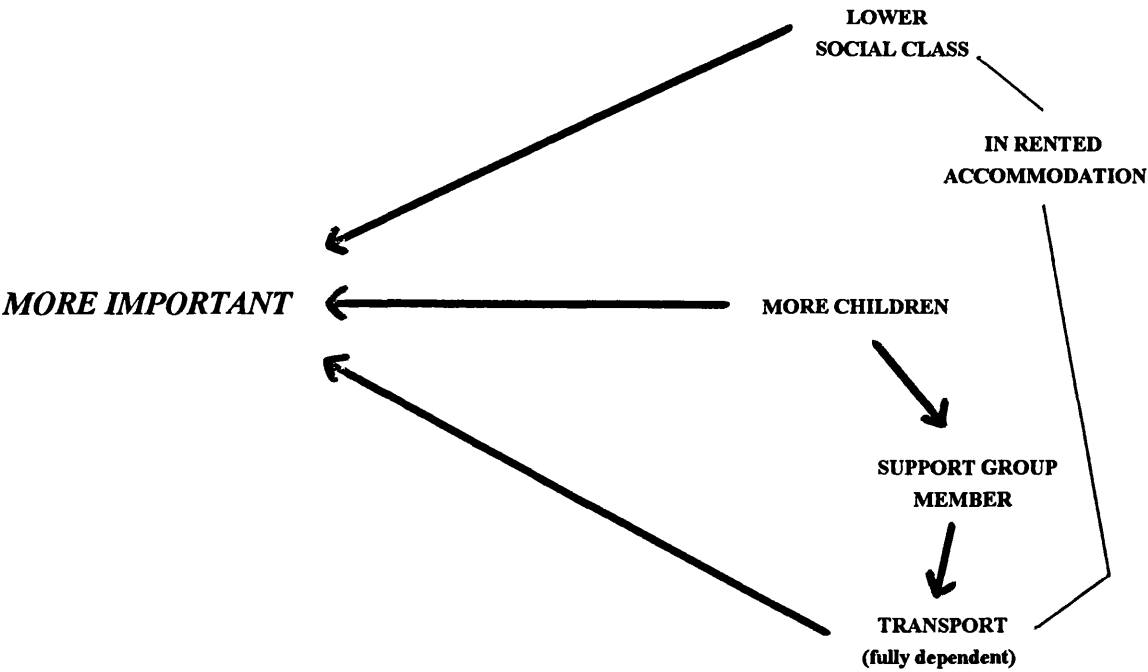 LOWER
SOCIAL CLASS
IN RENTED
ACCOMMODATION
MORE IMPORTANT
MORE CHILDREN
SUPPORT GROUP
MEMBER
TRANSPORT
(fully dependent)